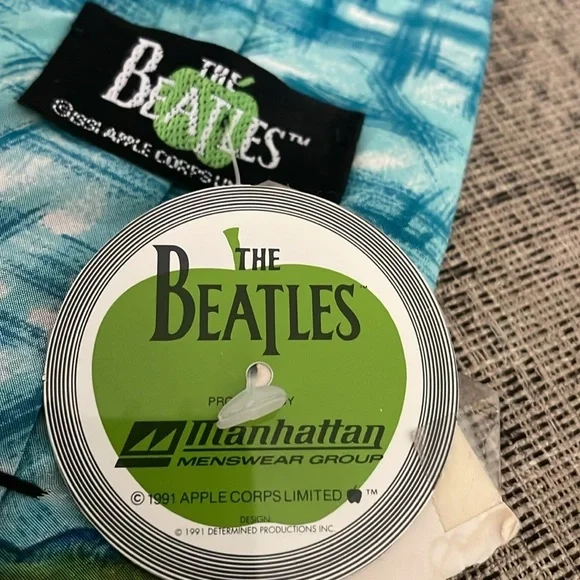 THE
BEATLES™
©1991 APPLE CORPS
THE
BEATLES™
Manhattan
MENSWEAR GROUP
© 1991 APPLE CORPS LIMITED ™
DESIGN
© 1991 DETERMINED PRODUCTIONS INC.